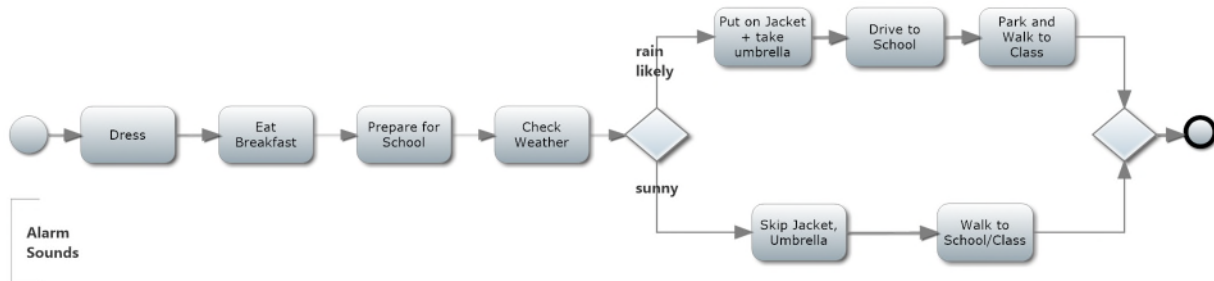 Dress
Eat
Breakfast
Prepare for
School
Check
Weather
rain
likely
Put on Jacket
+ take
umbrella
Drive to
School
Park and
Walk to
Class
sunny
Skip Jacket,
Umbrella
Walk to
School/Class
Alarm
Sounds